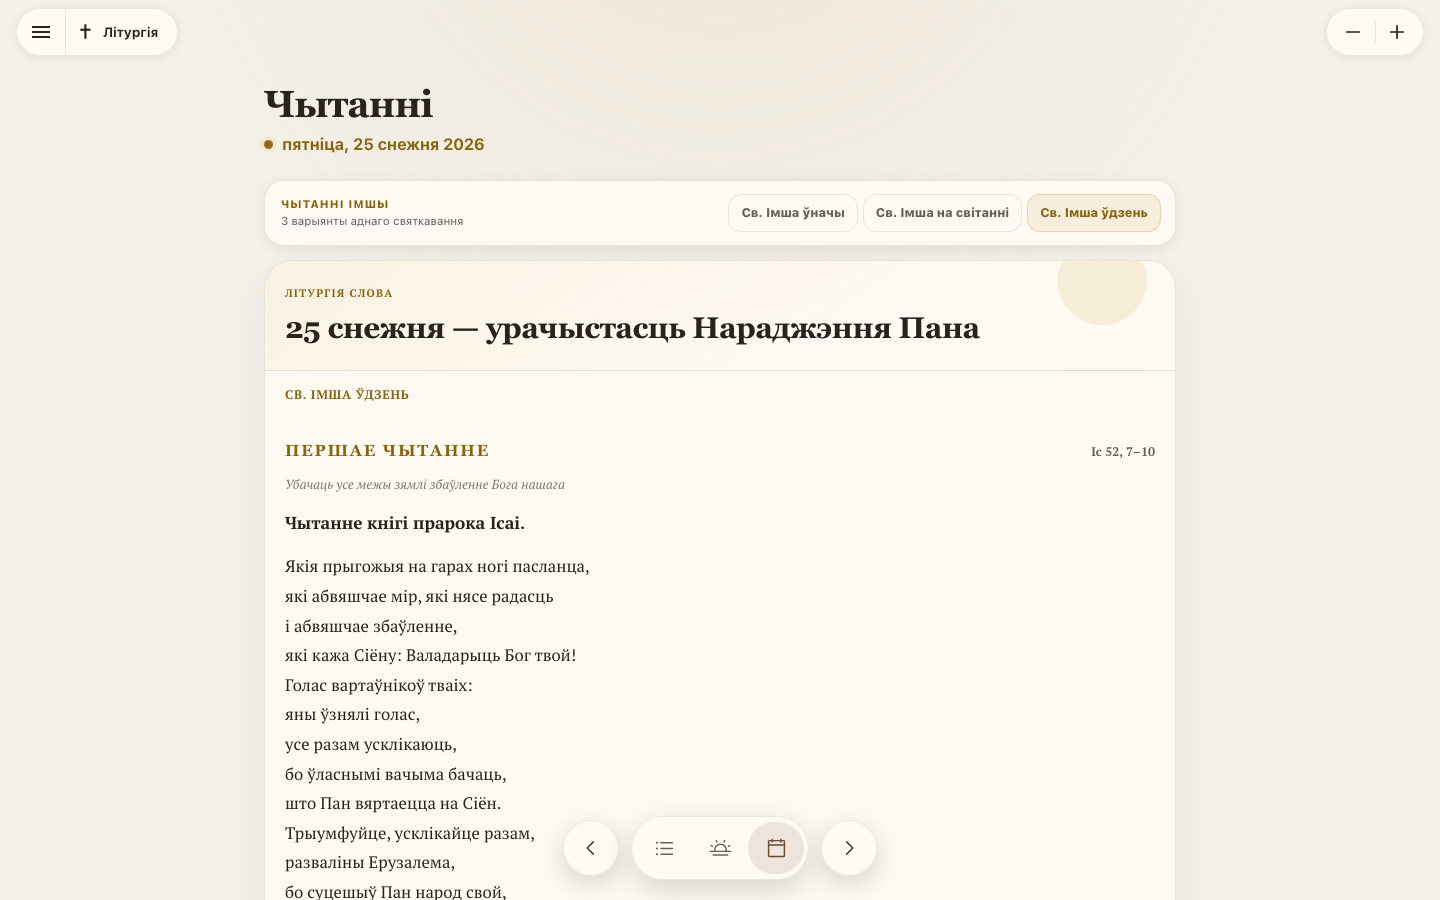 Літургія
Чытанні
пятніца, 25 снежня 2026
ЧЫТАННІ ІМШЫ
3 варыянты аднаго святкавання
Св. Імша ўначы
Св. Імша на світанні
Св. Імша ўдзень
ЛІТУРГІЯ СЛОВА
25 снежня — урачыстасць Нараджэння Пана
СВ. ІМША ЎДЗЕНЬ
ПЕРШАЕ ЧЫТАННЕ
Іс 52, 7–10
Убачаць усе межы зямлі збаўленне Бога нашага
Чытанне кнігі прарока Ісаі.
Якія прыгожыя на гарах ногі пасланца,
які абвяшчае мір, які нясе радасць
і абвяшчае збаўленне,
які кажа Сіёну: Валадарыць Бог твой!
Голас вартаўнікоў тваіх:
яны ўзнялі голас,
усе разам усклікаюць,
бо ўласнымі вачыма бачаць,
што Пан вяртаецца на Сіён.
Трыумфуйце, усклікайце разам,
разваліны Ерузалема,
бо суцешыў Пан народ свой,